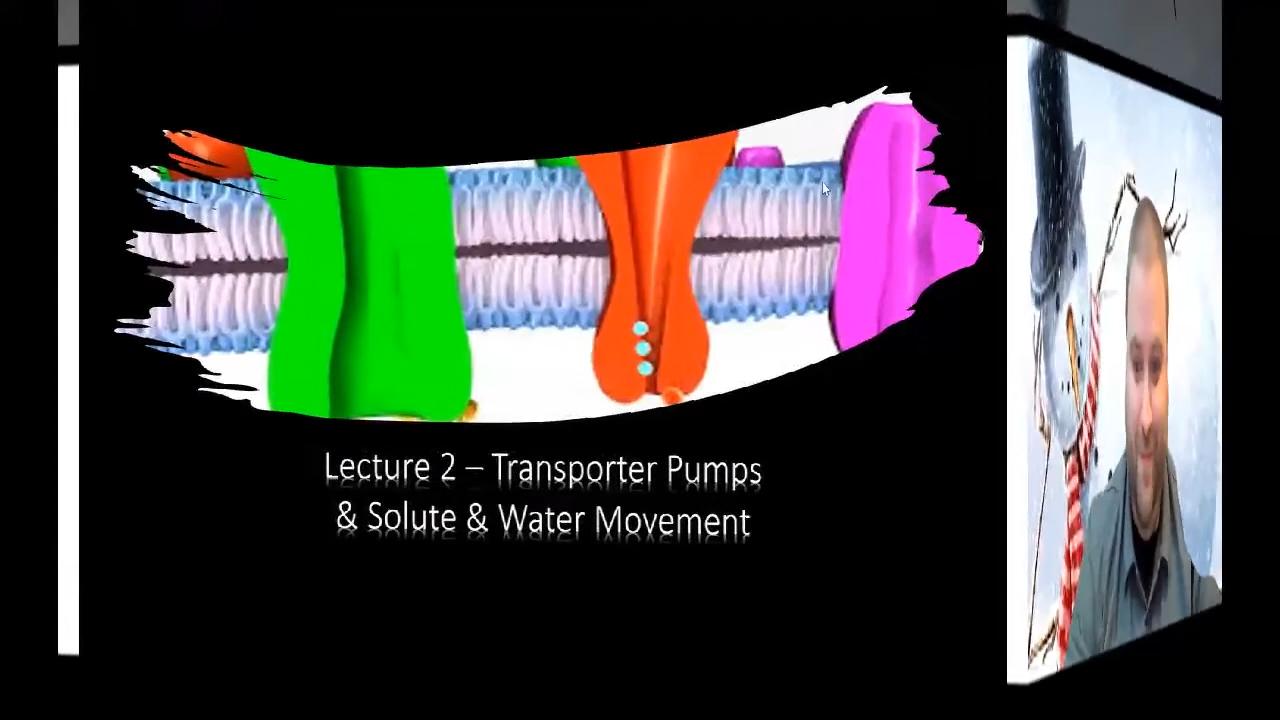 Lecture 2 – Transporter Pumps
& Solute & Water Movement